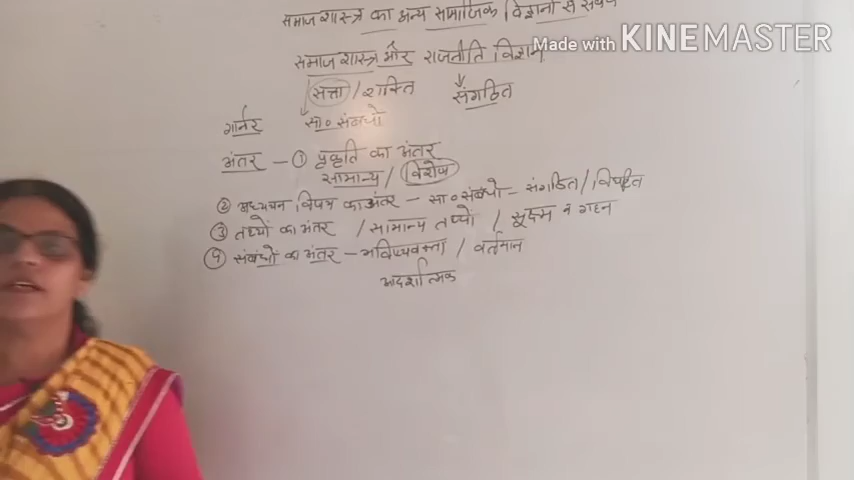 समाजशास्त्र का अन्य सामाजिक विज्ञानों से संबंध
Made with KINEMASTER
समाजशास्त्र और राजनीति विज्ञान
सत्ता / शक्ति संगठित
गार्नर सा० संबंधो
अंतर - ① प्रकृति का अंतर
सामान्य / विशेष
② अध्ययन विषय का अंतर - सा० संबंधो - संगठित / विघटित
③ तथ्यों का अंतर / सामान्य तथ्यो / सूक्ष्म व गहन
④ संबंधों का अंतर - भविष्यवक्ता / वर्तमान
आदर्शात्मक